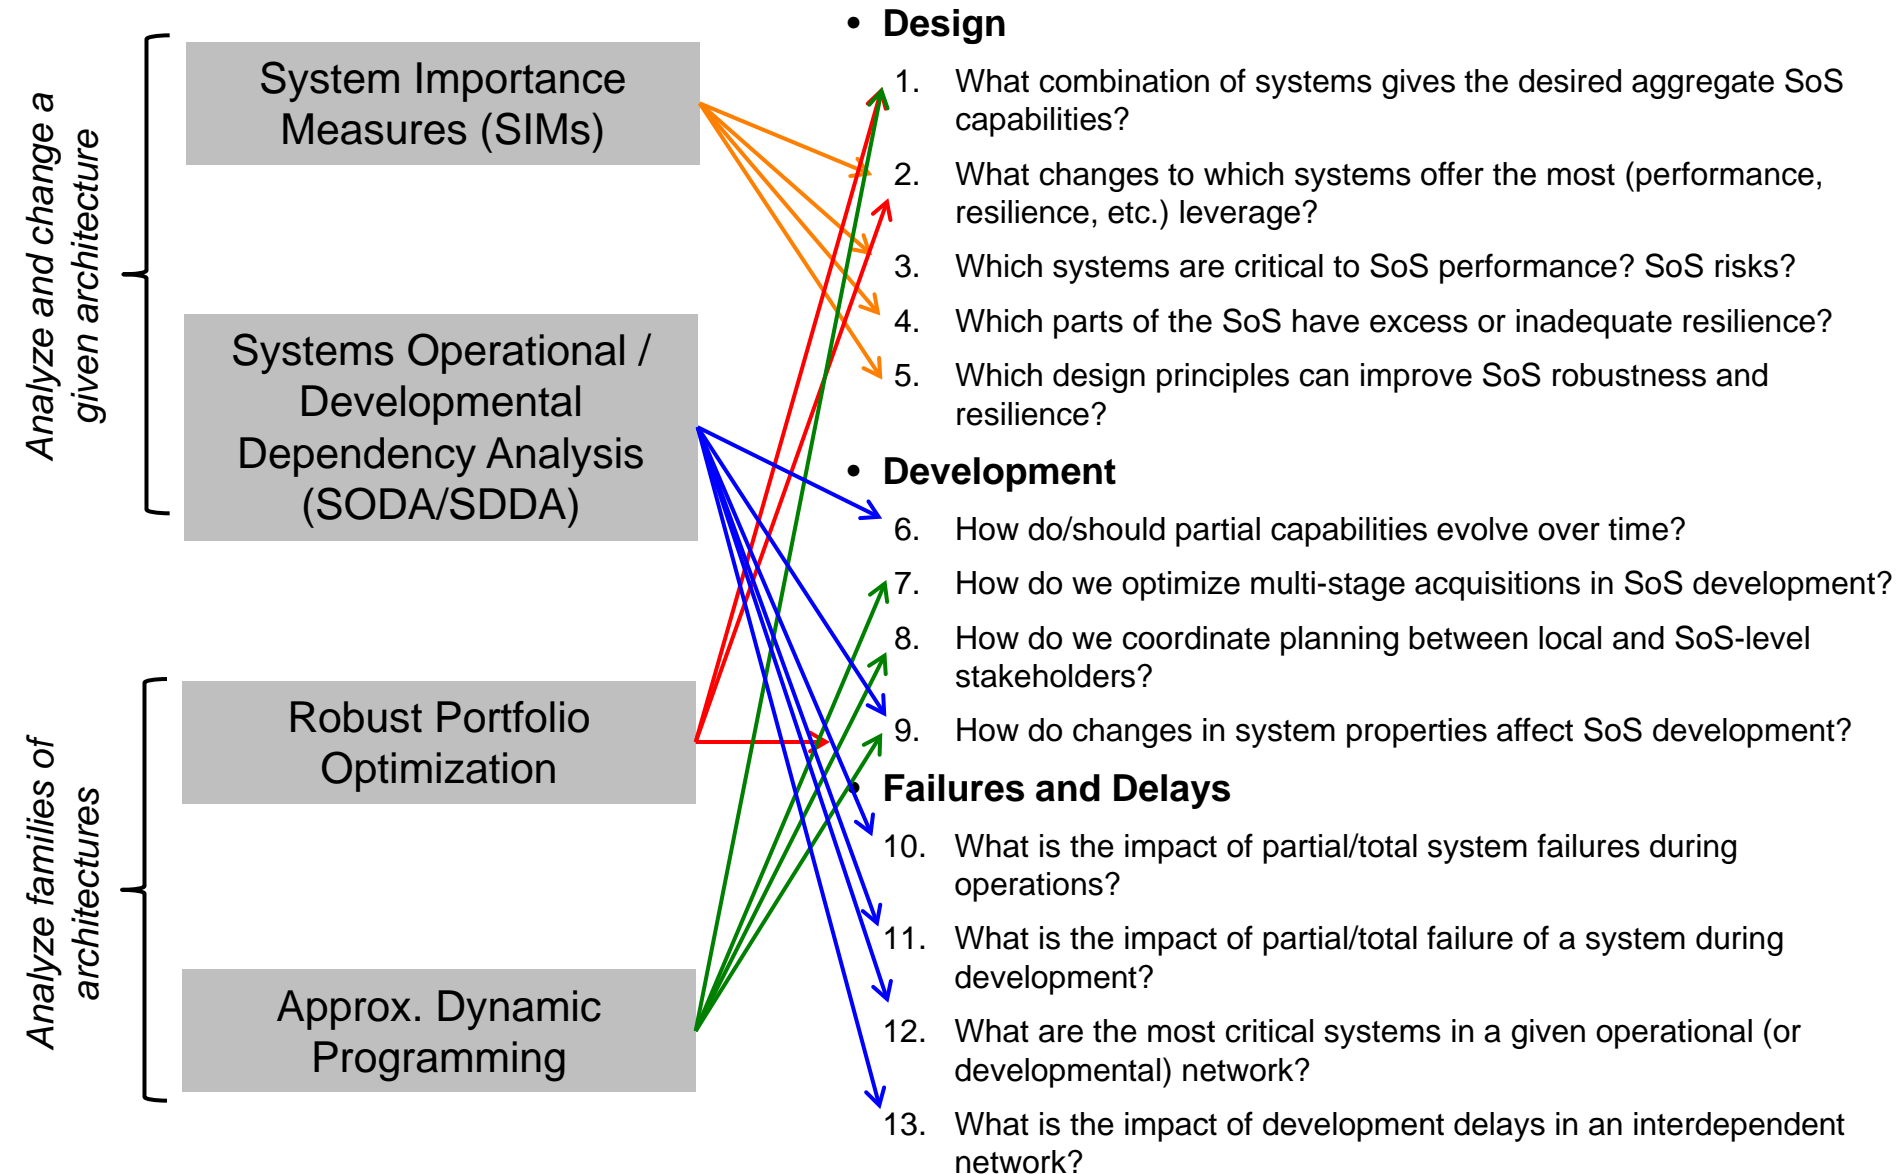 Analyze and change a
given architecture
System Importance
Measures (SIMs)
Systems Operational /
Developmental
Dependency Analysis
(SODA/SDDA)
Analyze families of
architectures
Robust Portfolio
Optimization
Approx. Dynamic
Programming
• Design
1. What combination of systems gives the desired aggregate SoS
capabilities?
2. What changes to which systems offer the most (performance,
resilience, etc.) leverage?
3. Which systems are critical to SoS performance? SoS risks?
4. Which parts of the SoS have excess or inadequate resilience?
5. Which design principles can improve SoS robustness and
resilience?
• Development
6. How do/should partial capabilities evolve over time?
7. How do we optimize multi-stage acquisitions in SoS development?
8. How do we coordinate planning between local and SoS-level
stakeholders?
9. How do changes in system properties affect SoS development?
• Failures and Delays
10. What is the impact of partial/total system failures during
operations?
11. What is the impact of partial/total failure of a system during
development?
12. What are the most critical systems in a given operational (or
developmental) network?
13. What is the impact of development delays in an interdependent
network?